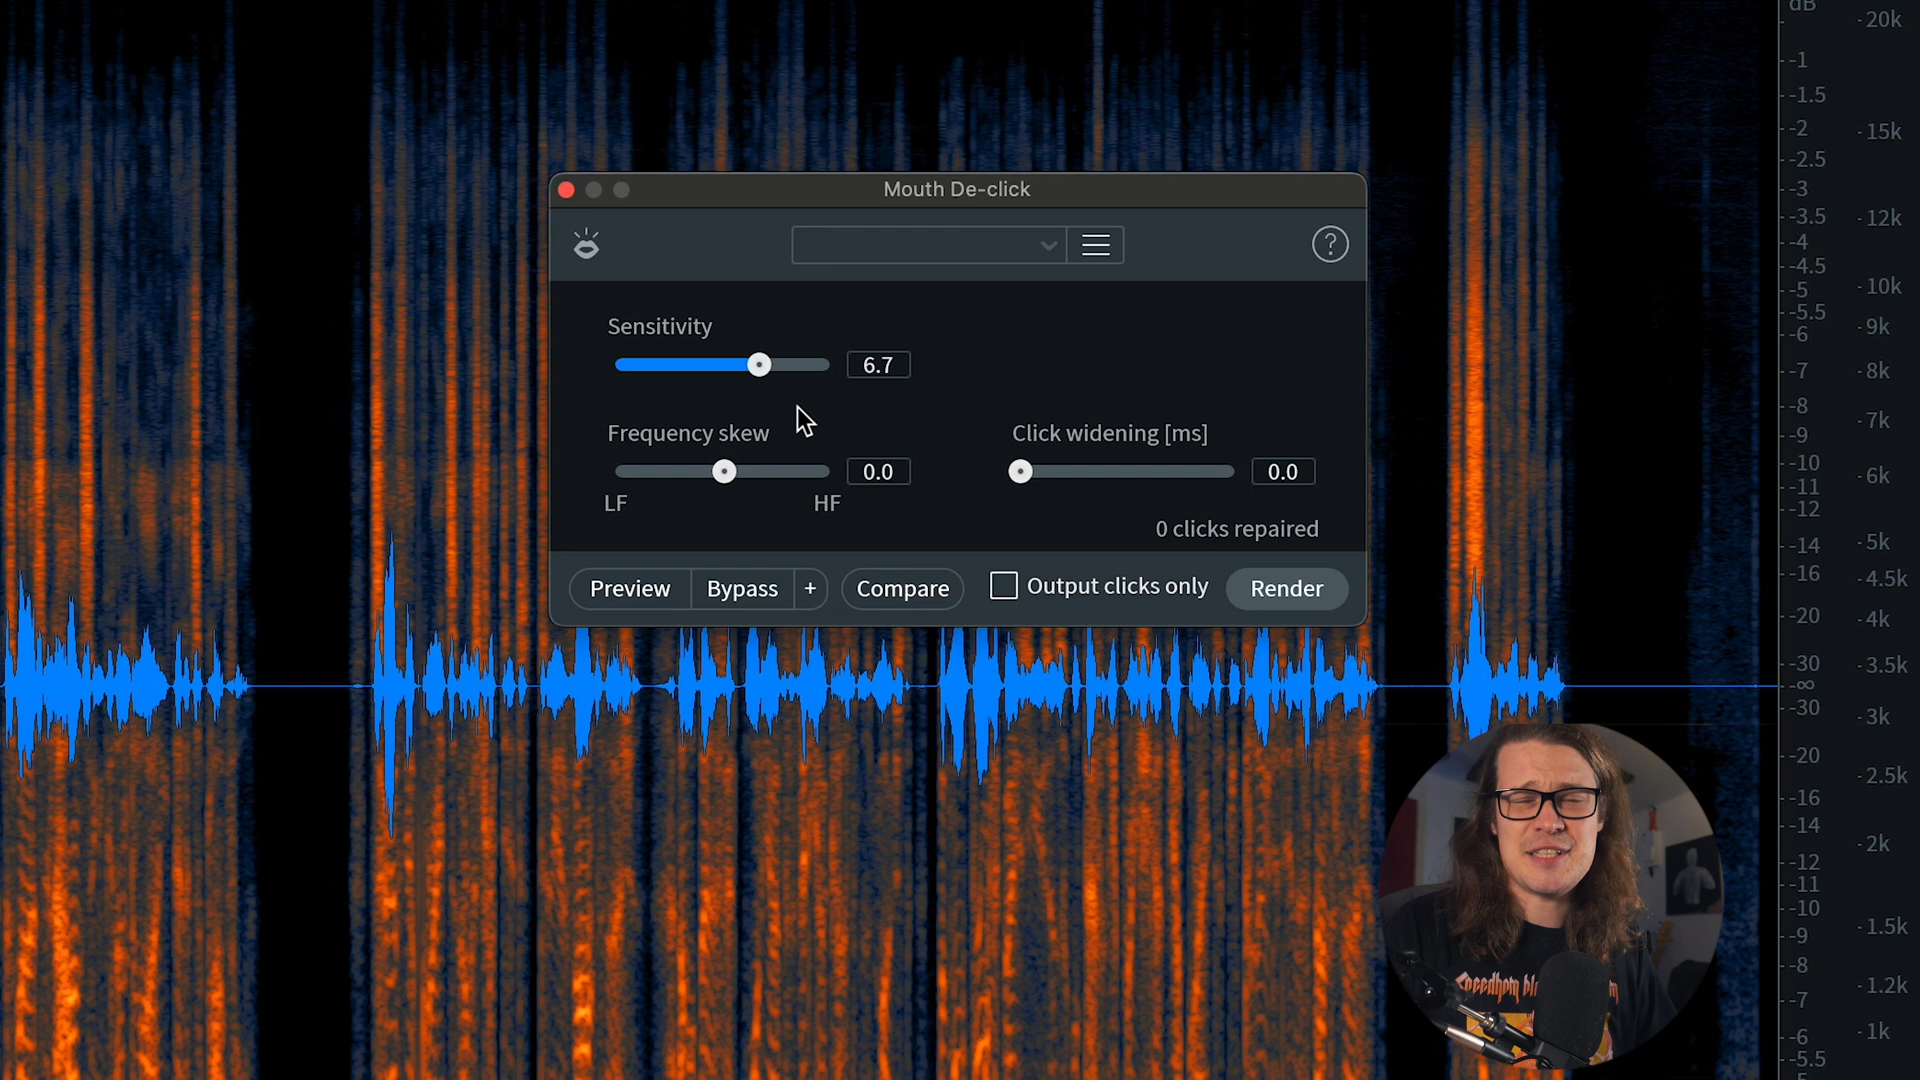 Mouth De-click
?
Sensitivity
6.7
Frequency skew
0.0
LF
HF
Click widening [ms]
0.0
0 clicks repaired
Preview
Bypass
+
Compare
Output clicks only
Render
dB
-1
-1.5
-2
-2.5
-3
-3.5
-4
-4.5
-5
-5.5
-6
-7
-8
-9
-10
-11
-12
-14
-16
-20
-30
-∞
-30
-20
-16
-14
-12
-11
-10
-9
-8
-7
-6
-5.5
-20k
-15k
-12k
-10k
-9k
-8k
-7k
-6k
-5k
-4.5k
-4k
-3.5k
-3k
-2.5k
-2k
-1.5k
-1.2k
-1k